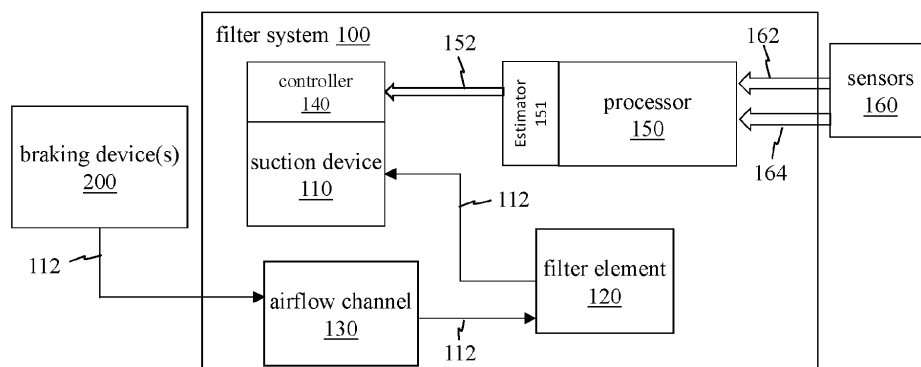 filter system 100
152
162
controller
140
Estimator
151
processor
150
sensors
160
braking device(s)
200
suction device
110
164
112
112
filter element
120
airflow channel
130
112